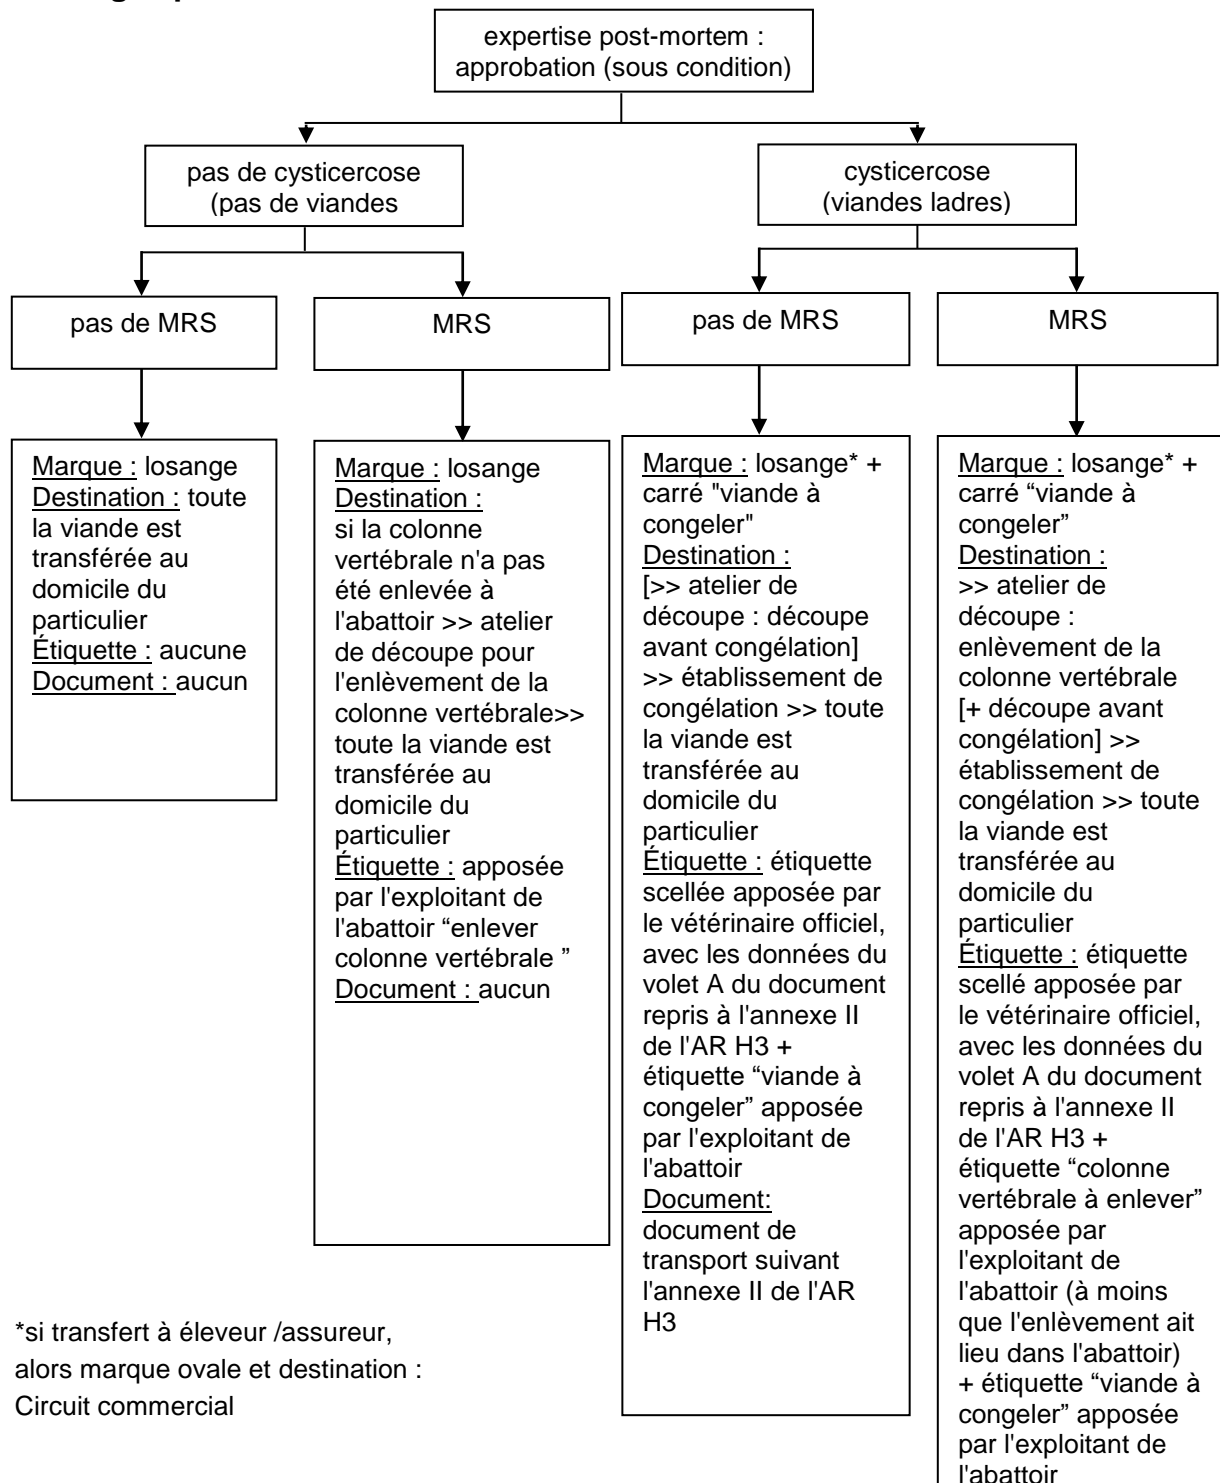 expertise post-mortem :
approbation (sous condition)
pas de cysticercose
(pas de viandes
cysticercose
(viandes ladres)
pas de MRS
MRS
pas de MRS
MRS
Marque : losange
Destination : toute
la viande est
transférée au
domicile du
particulier
Étiquette : aucune
Document : aucun
Marque : losange
Destination :
si la colonne
vertébrale n'a pas
été enlevée à
l'abattoir >> atelier
de découpe pour
l'enlèvement de la
colonne vertébrale>>
toute la viande est
transférée au
domicile du
particulier
Étiquette : apposée
par l'exploitant de
l'abattoir “enlever
colonne vertébrale ”
Document : aucun
Marque : losange* +
carré "viande à
congeler"
Destination :
[>> atelier de
découpe : découpe
avant congélation]
>> établissement de
congélation >> toute
la viande est
transférée au
domicile du
particulier
Étiquette : étiquette
scellée apposée par
le vétérinaire officiel,
avec les données du
volet A du document
repris à l'annexe II
de l'AR H3 +
étiquette “viande à
congeler” apposée
par l'exploitant de
l'abattoir
Document:
document de
transport suivant
l'annexe II de l'AR
H3
Marque : losange* +
carré “viande à
congeler”
Destination :
>> atelier de
découpe :
enlèvement de la
colonne vertébrale
[+ découpe avant
congélation] >>
établissement de
congélation >> toute
la viande est
transférée au
domicile du
particulier
Étiquette : étiquette
scellé apposée par
le vétérinaire officiel,
avec les données du
volet A du document
repris à l'annexe II
de l'AR H3 +
étiquette “colonne
vertébrale à enlever”
apposée par
l'exploitant de
l'abattoir (à moins
que l'enlèvement ait
lieu dans l'abattoir)
+ étiquette “viande à
congeler” apposée
par l'exploitant de
l'abattoir
*si transfert à éleveur /assureur,
alors marque ovale et destination :
Circuit commercial